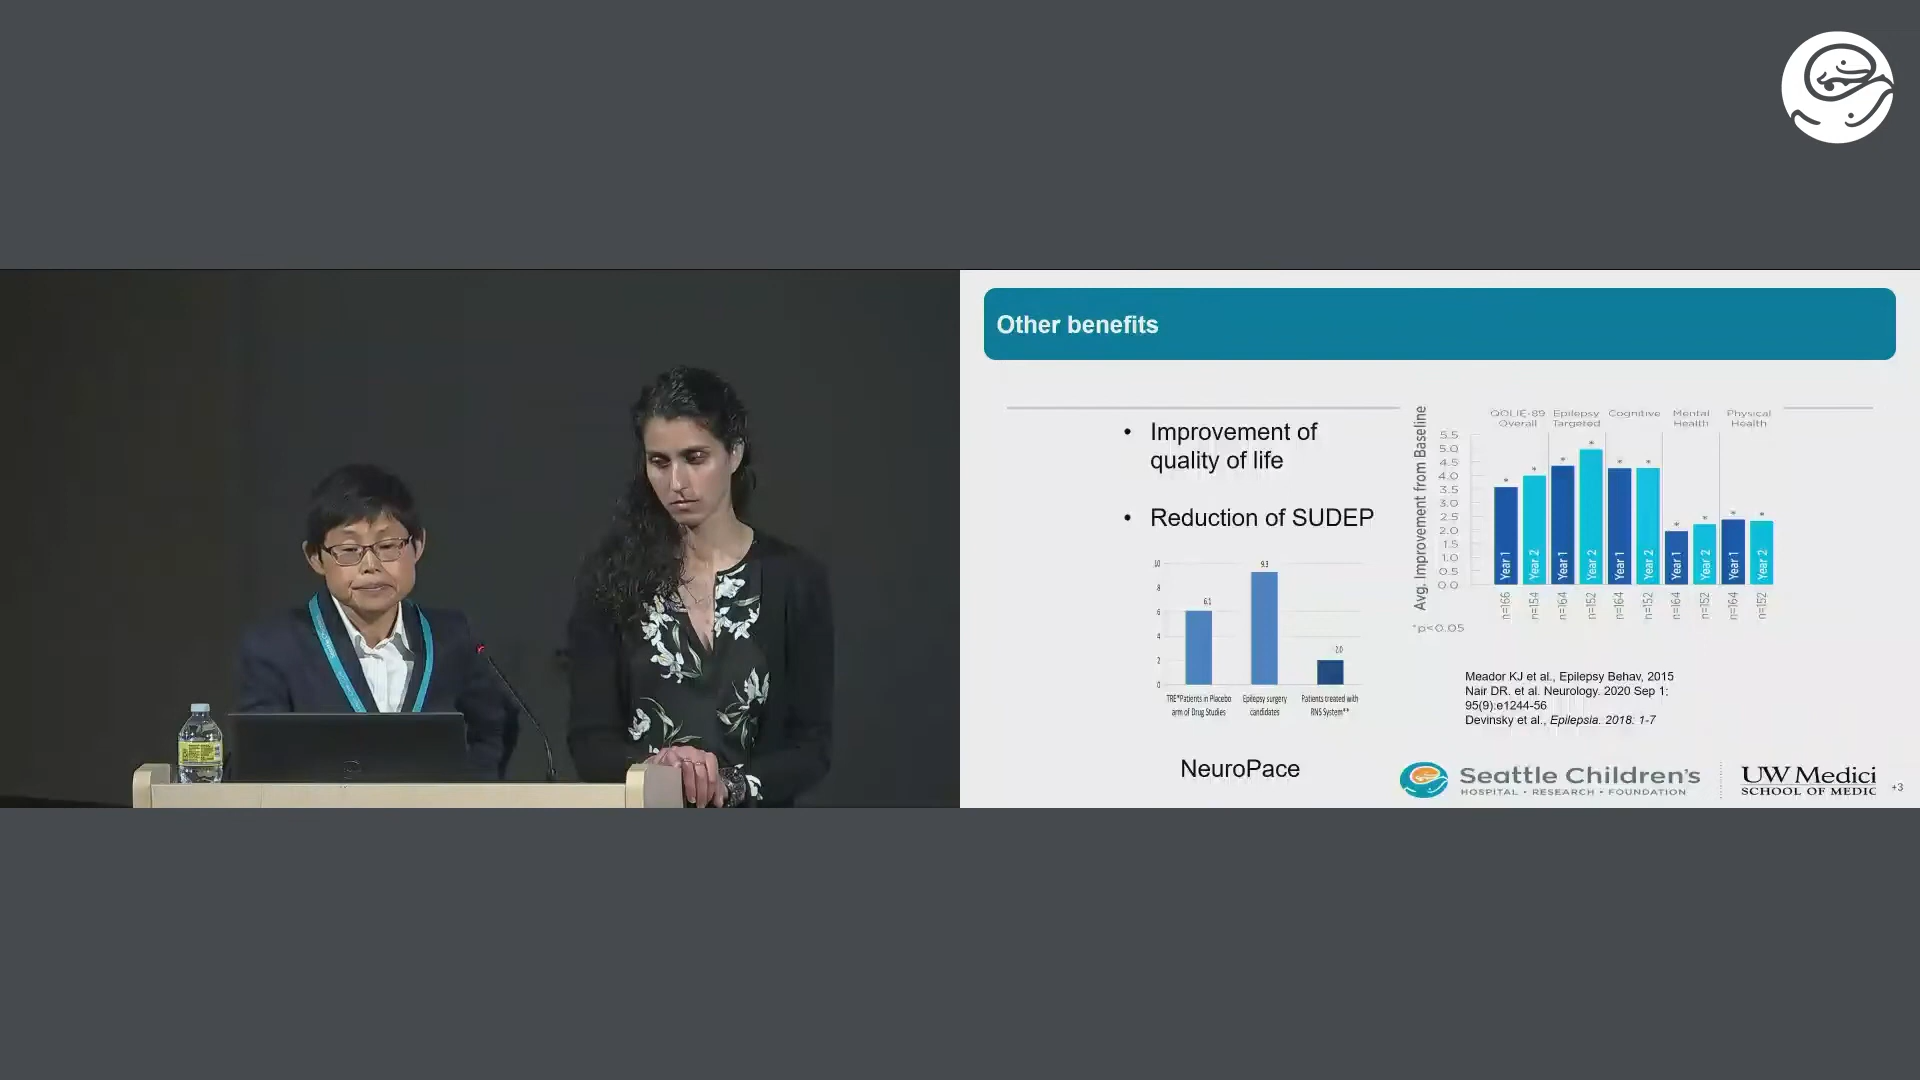 Other benefits
• Improvement of
quality of life
• Reduction of SUDEP
10
8
6
4
2
0
6.1
9.3
2.0
TRE*Patients in Placebo
arm of Drug Studies
Epilepsy surgery
candidates
Patients treated with
RNS System**
NeuroPace
Avg. Improvement from Baseline
QOLIE-89
Overall
Epilepsy
Targeted
Cognitive
Mental
Health
Physical
Health
5.5
5.0
4.5
4.0
3.5
3.0
2.5
2.0
1.5
1.0
0.5
0.0
* * * * * * * * * *
Year 1
Year 2
Year 1
Year 2
Year 1
Year 2
Year 1
Year 2
Year 1
Year 2
n=166
n=154
n=164
n=152
n=164
n=152
n=164
n=152
n=164
n=152
*p<0.05
Meador KJ et al., Epilepsy Behav, 2015
Nair DR. et al. Neurology. 2020 Sep 1;
95(9):e1244-56
Devinsky et al., Epilepsia. 2018: 1-7
Seattle Children's
HOSPITAL • RESEARCH • FOUNDATION
UW Medici
SCHOOL OF MEDIC
+3